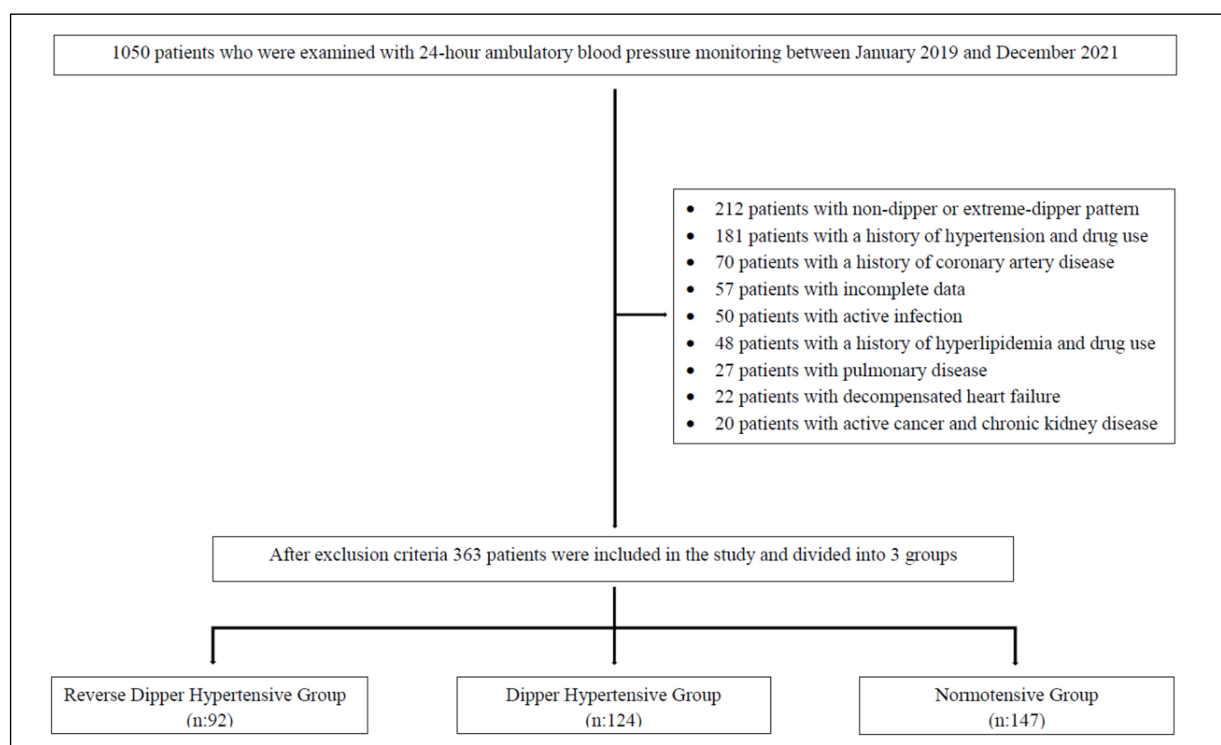 1050 patients who were examined with 24-hour ambulatory blood pressure monitoring between January 2019 and December 2021
• 212 patients with non-dipper or extreme-dipper pattern
• 181 patients with a history of hypertension and drug use
• 70 patients with a history of coronary artery disease
• 57 patients with incomplete data
• 50 patients with active infection
• 48 patients with a history of hyperlipidemia and drug use
• 27 patients with pulmonary disease
• 22 patients with decompensated heart failure
• 20 patients with active cancer and chronic kidney disease
After exclusion criteria 363 patients were included in the study and divided into 3 groups
Reverse Dipper Hypertensive Group
(n:92)
Dipper Hypertensive Group
(n:124)
Normotensive Group
(n:147)